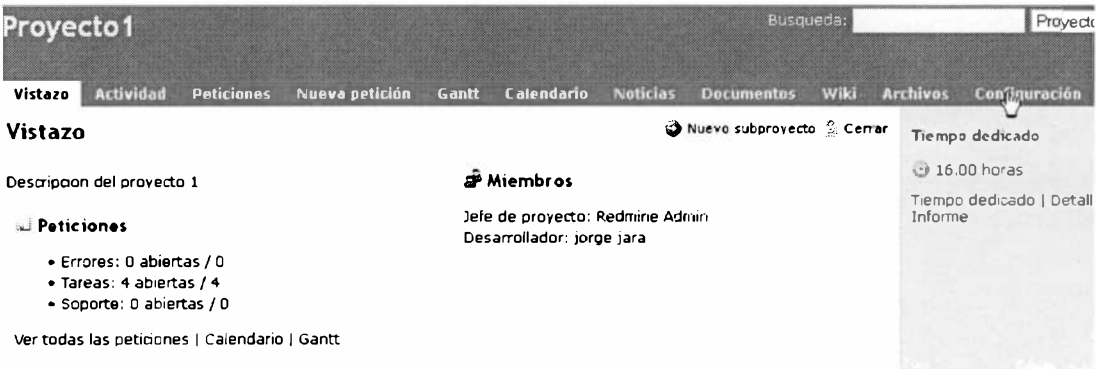 Proyecto1
Busqueda:
Proyecto
Vistazo Actividad Peticiones Nueva petición Gantt Calendario Noticias Documentos Wiki Archivos Configuración
Vistazo
Nuevo subproyecto Cerrar
Descripcion del proyecto 1
Peticiones
• Errores: 0 abiertas / 0
• Tareas: 4 abiertas / 4
• Soporte: 0 abiertas / 0
Ver todas las peticiones | Calendario | Gantt
Miembros
Jefe de proyecto: Redmine Admin
Desarrollador: jorge jara
Tiempo dedicado
16.00 horas
Tiempo dedicado | Detall
Informe